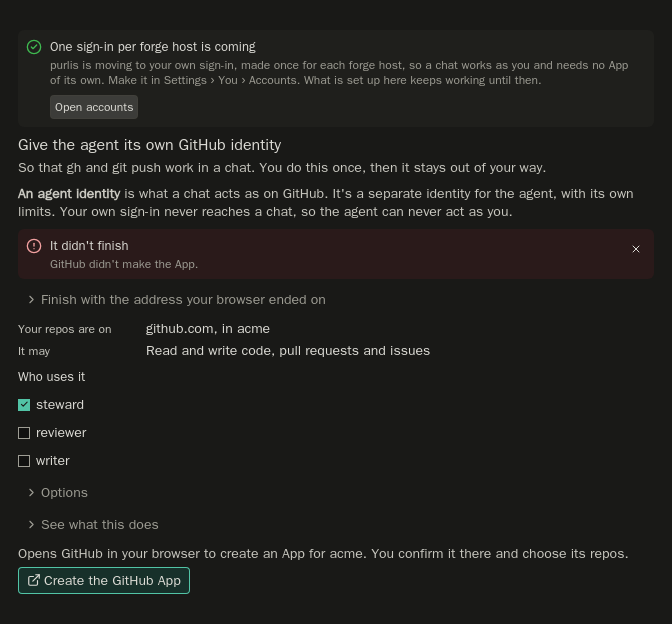 One sign-in per forge host is coming
purlis is moving to your own sign-in, made once for each forge host, so a chat works as you and needs no App
of its own. Make it in Settings › You › Accounts. What is set up here keeps working until then.
Open accounts
Give the agent its own GitHub identity
So that gh and git push work in a chat. You do this once, then it stays out of your way.
An agent identity is what a chat acts as on GitHub. It's a separate identity for the agent, with its own
limits. Your own sign-in never reaches a chat, so the agent can never act as you.
It didn't finish
GitHub didn't make the App.
Finish with the address your browser ended on
Your repos are on github.com, in acme
It may Read and write code, pull requests and issues
Who uses it
steward
reviewer
writer
Options
See what this does
Opens GitHub in your browser to create an App for acme. You confirm it there and choose its repos.
Create the GitHub App